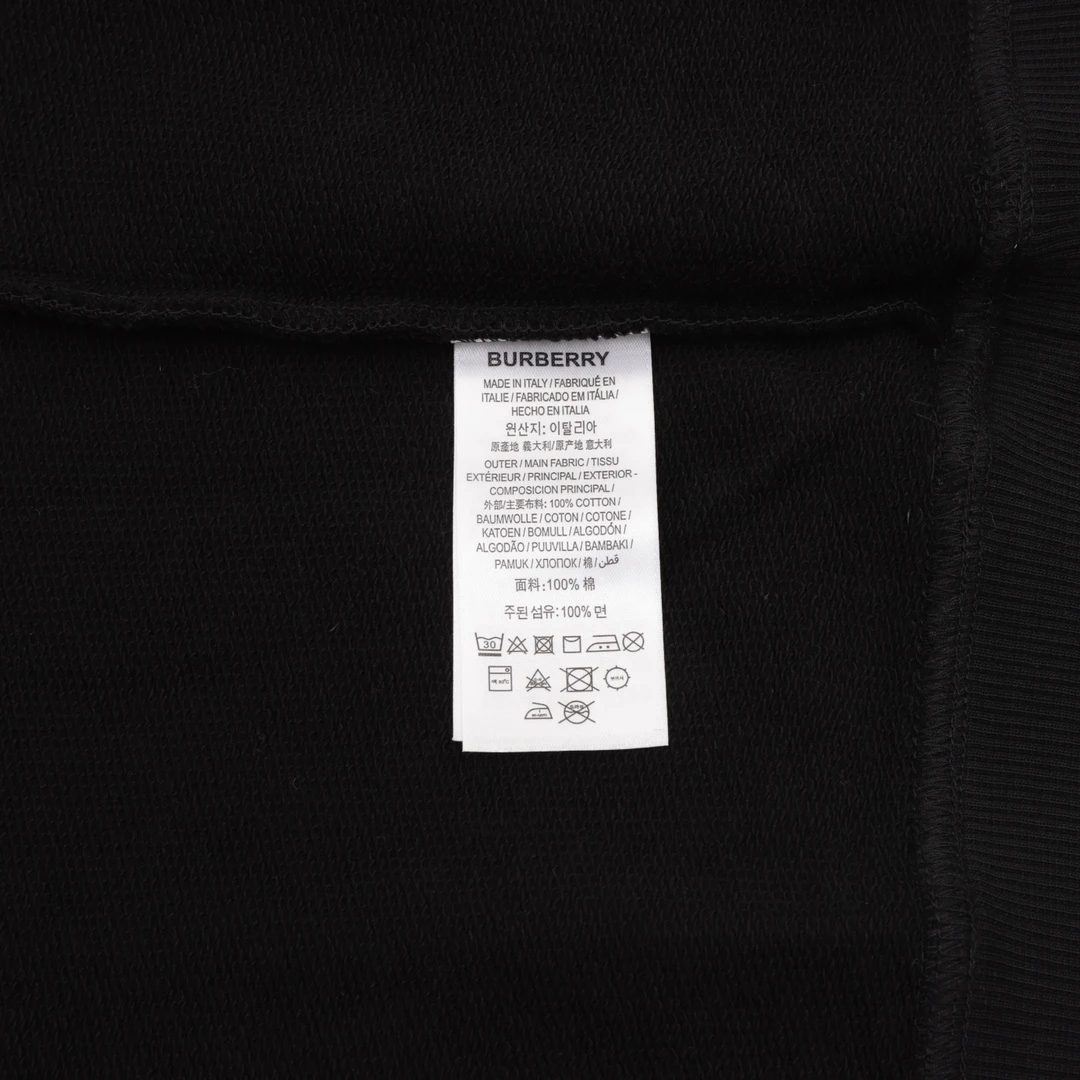 BURBERRY
MADE IN ITALY / FABRIQUÉ EN
ITALIE / FABRICADO EM ITÁLIA /
HECHO EN ITALIA
원산지: 이탈리아
原產地 義大利/原产地 意大利
OUTER / MAIN FABRIC / TISSU
EXTÉRIEUR / PRINCIPAL / EXTERIOR -
COMPOSICION PRINCIPAL /
外部/主要布料: 100% COTTON /
BAUMWOLLE / COTON / COTONE /
KATOEN / BOMULL / ALGODÓN /
ALGODÃO / PUUVILLA / BAMBAKI /
PAMUK / ХЛОПОК / 棉 / قطن
面料:100% 棉
주된 섬유:100% 면
30